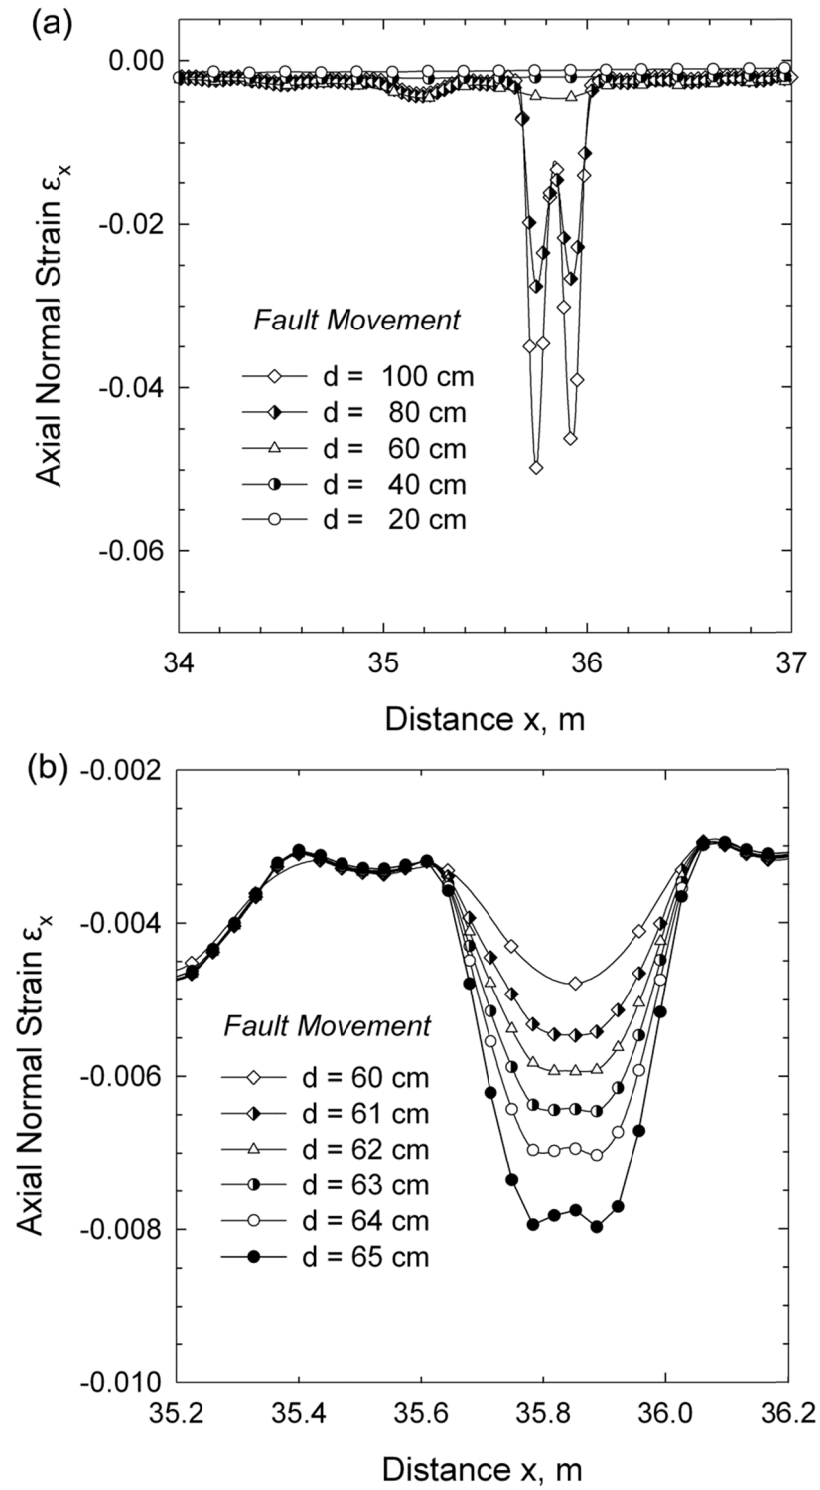 (a)
0.00
-0.02
-0.04
-0.06
Axial Normal Strain εx
Fault Movement
d = 100 cm
d = 80 cm
d = 60 cm
d = 40 cm
d = 20 cm
34 35 36 37
Distance x, m
(b)
-0.002
-0.004
-0.006
-0.008
-0.010
Axial Normal Strain εx
Fault Movement
d = 60 cm
d = 61 cm
d = 62 cm
d = 63 cm
d = 64 cm
d = 65 cm
35.2 35.4 35.6 35.8 36.0 36.2
Distance x, m